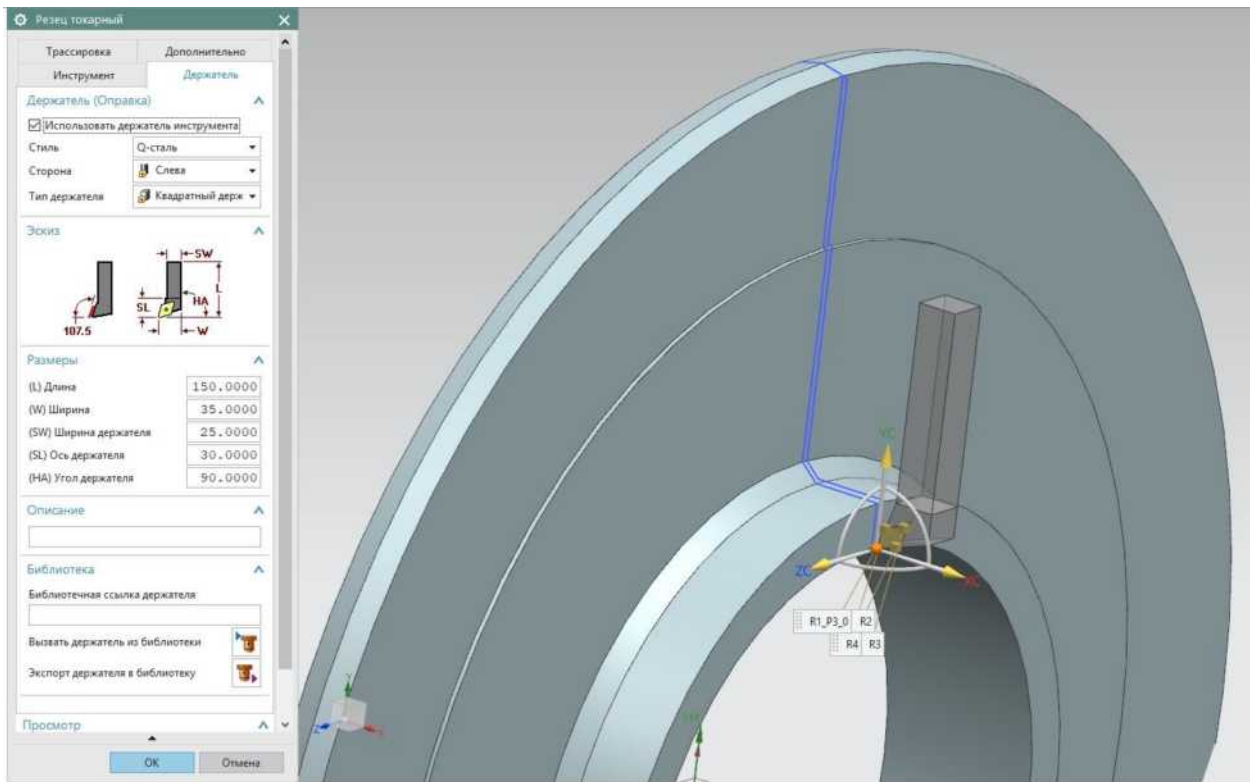 Резец токарный
Трассировка Дополнительно
Инструмент Держатель
Держатель (Оправка)
Использовать держатель инструмента
Стиль Q-сталь
Сторона Слева
Тип держателя Квадратный держ
Эскиз
SW
L
SL HA
107.5 W
Размеры
(L) Длина 150.0000
(W) Ширина 35.0000
(SW) Ширина держателя 25.0000
(SL) Ось держателя 30.0000
(HA) Угол держателя 90.0000
Описание
Библиотека
Библиотечная ссылка держателя
Вызвать держатель из библиотеки
Экспорт держателя в библиотеку
Просмотр
OK Отмена
YC
ZC XC
R1_P3_0 R2
R4 R3
Y
Z X
YM